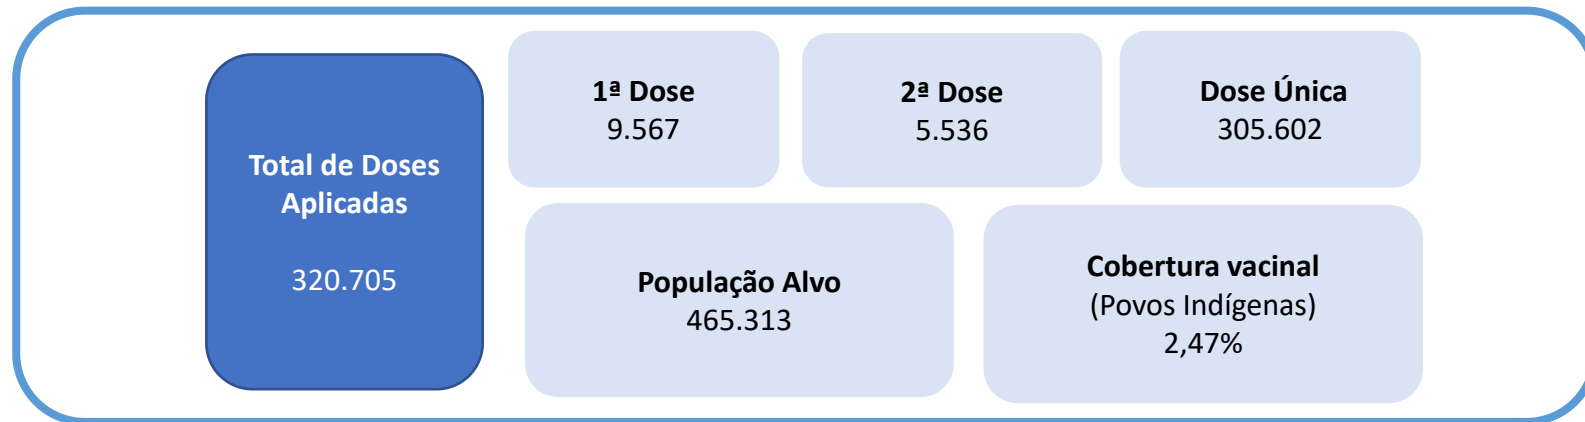 Total de Doses
Aplicadas
320.705
1ª Dose
9.567
2ª Dose
5.536
Dose Única
305.602
População Alvo
465.313
Cobertura vacinal
(Povos Indígenas)
2,47%